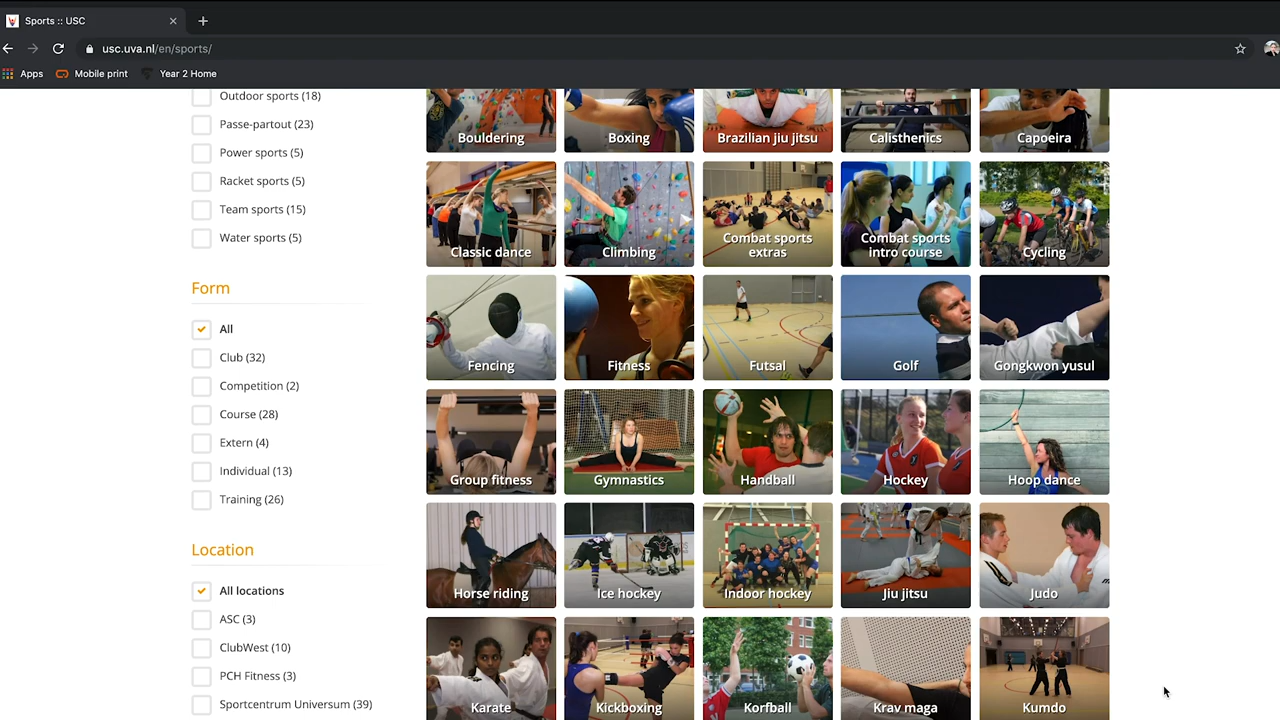 Sports :: USC
usc.uva.nl/en/sports/
Apps
Mobile print
Year 2 Home
Outdoor sports (18)
Passe-partout (23)
Power sports (5)
Racket sports (5)
Team sports (15)
Water sports (5)
Form
All
Club (32)
Competition (2)
Course (28)
Extern (4)
Individual (13)
Training (26)
Location
All locations
ASC (3)
ClubWest (10)
PCH Fitness (3)
Sportcentrum Universum (39)
Bouldering
Boxing
Brazilian jiu jitsu
Calisthenics
Capoeira
Classic dance
Climbing
Combat sports
extras
Combat sports
intro course
Cycling
Fencing
Fitness
Futsal
Golf
Gongkwon yusul
Group fitness
Gymnastics
Handball
Hockey
Hoop dance
Horse riding
Ice hockey
Indoor hockey
Jiu jitsu
Judo
Karate
Kickboxing
Korfball
Krav maga
Kumdo